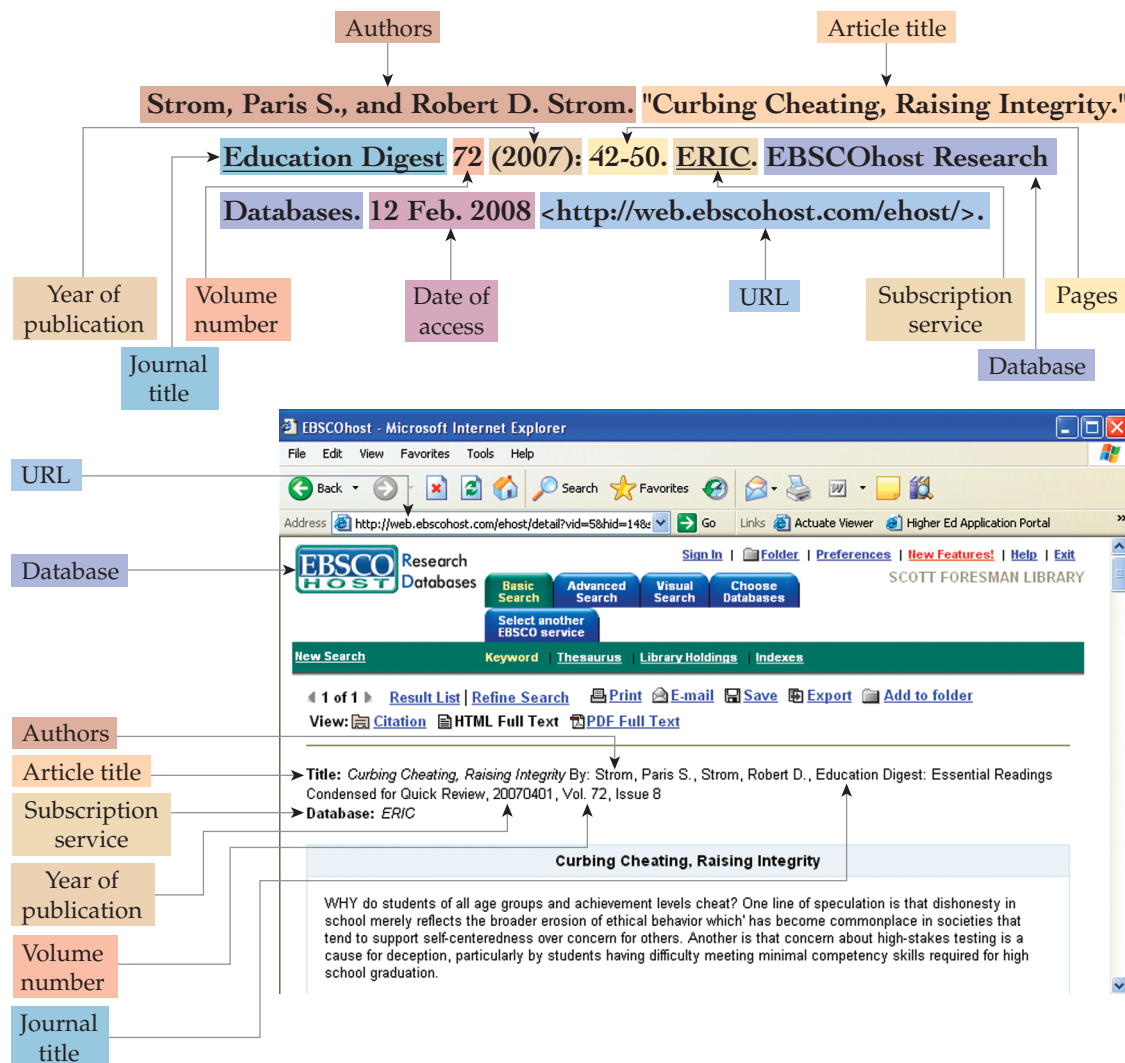 Authors
Article title
Strom, Paris S., and Robert D. Strom. "Curbing Cheating, Raising Integrity."
Education Digest 72 (2007): 42-50. ERIC. EBSCOhost Research
Databases. 12 Feb. 2008 <http://web.ebscohost.com/ehost/>.
Year of
publication
Volume
number
Date of
access
URL
Subscription
service
Pages
Journal
title
Database
EBSCOhost - Microsoft Internet Explorer
File Edit View Favorites Tools Help
URL
Back Search Favorites
Address http://web.ebscohost.com/ehost/detail?vid=5&hid=14&s Go Links Actuate Viewer Higher Ed Application Portal »
Database
EBSCO
HOST
Research
Databases
Sign In | Folder | Preferences | New Features! | Help | Exit
SCOTT FORESMAN LIBRARY
Basic
Search
Advanced
Search
Visual
Search
Choose
Databases
Select another
EBSCO service
New Search Keyword | Thesaurus | Library Holdings | Indexes
1 of 1 Result List | Refine Search Print E-mail Save Export Add to folder
View: Citation HTML Full Text PDF Full Text
Authors
Article title
Title: Curbing Cheating, Raising Integrity By: Strom, Paris S., Strom, Robert D., Education Digest: Essential Readings
Condensed for Quick Review, 20070401, Vol. 72, Issue 8
Subscription
service
Database: ERIC
Year of
publication
Curbing Cheating, Raising Integrity
WHY do students of all age groups and achievement levels cheat? One line of speculation is that dishonesty in
school merely reflects the broader erosion of ethical behavior which' has become commonplace in societies that
tend to support self-centeredness over concern for others. Another is that concern about high-stakes testing is a
cause for deception, particularly by students having difficulty meeting minimal competency skills required for high
school graduation.
Volume
number
Journal
title